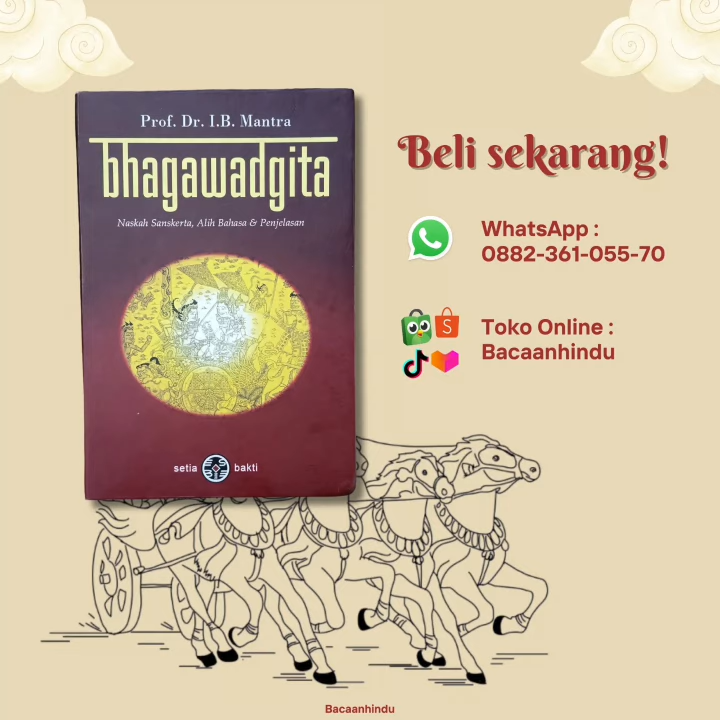 Prof. Dr. I.B. Mantra
bhagawadgita
Naskah Sanskerta, Alih Bahasa & Penjelasan
setia bakti
Beli sekarang!
WhatsApp :
0882-361-055-70
Toko Online :
Bacaanhindu
Bacaanhindu